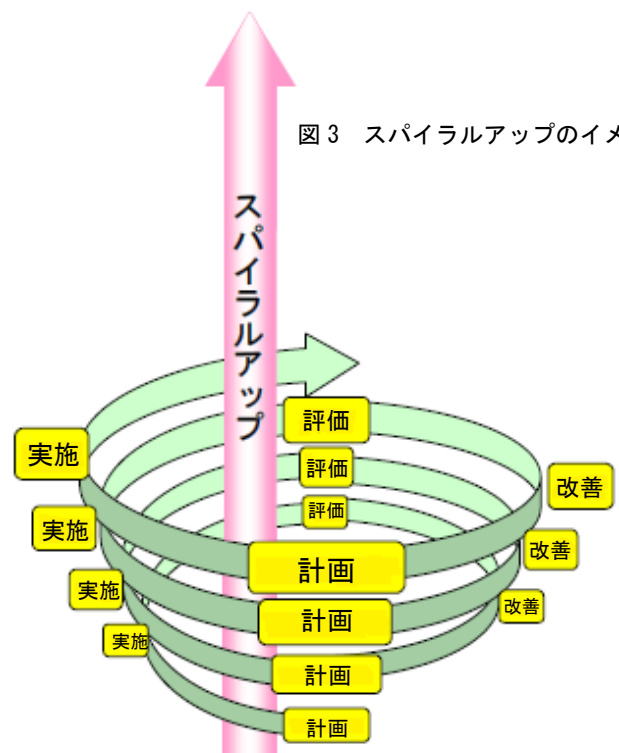 図3 スパイラルアップのイメ
スパイラルアップ
評価
実施
評価
改善
評価
実施
改善
計画
実施
改善
計画
実施
計画
計画